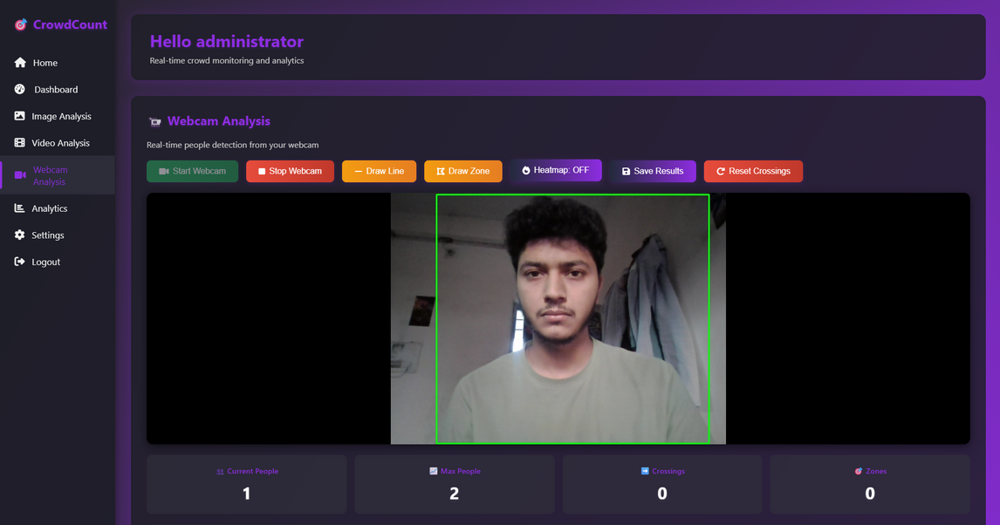 CrowdCount
Home
Dashboard
Image Analysis
Video Analysis
Webcam
Analysis
Analytics
Settings
Logout
Hello administrator
Real-time crowd monitoring and analytics
Webcam Analysis
Real-time people detection from your webcam
Start Webcam Stop Webcam Draw Line Draw Zone Heatmap: OFF Save Results Reset Crossings
Current People Max People Crossings Zones
1 2 0 0